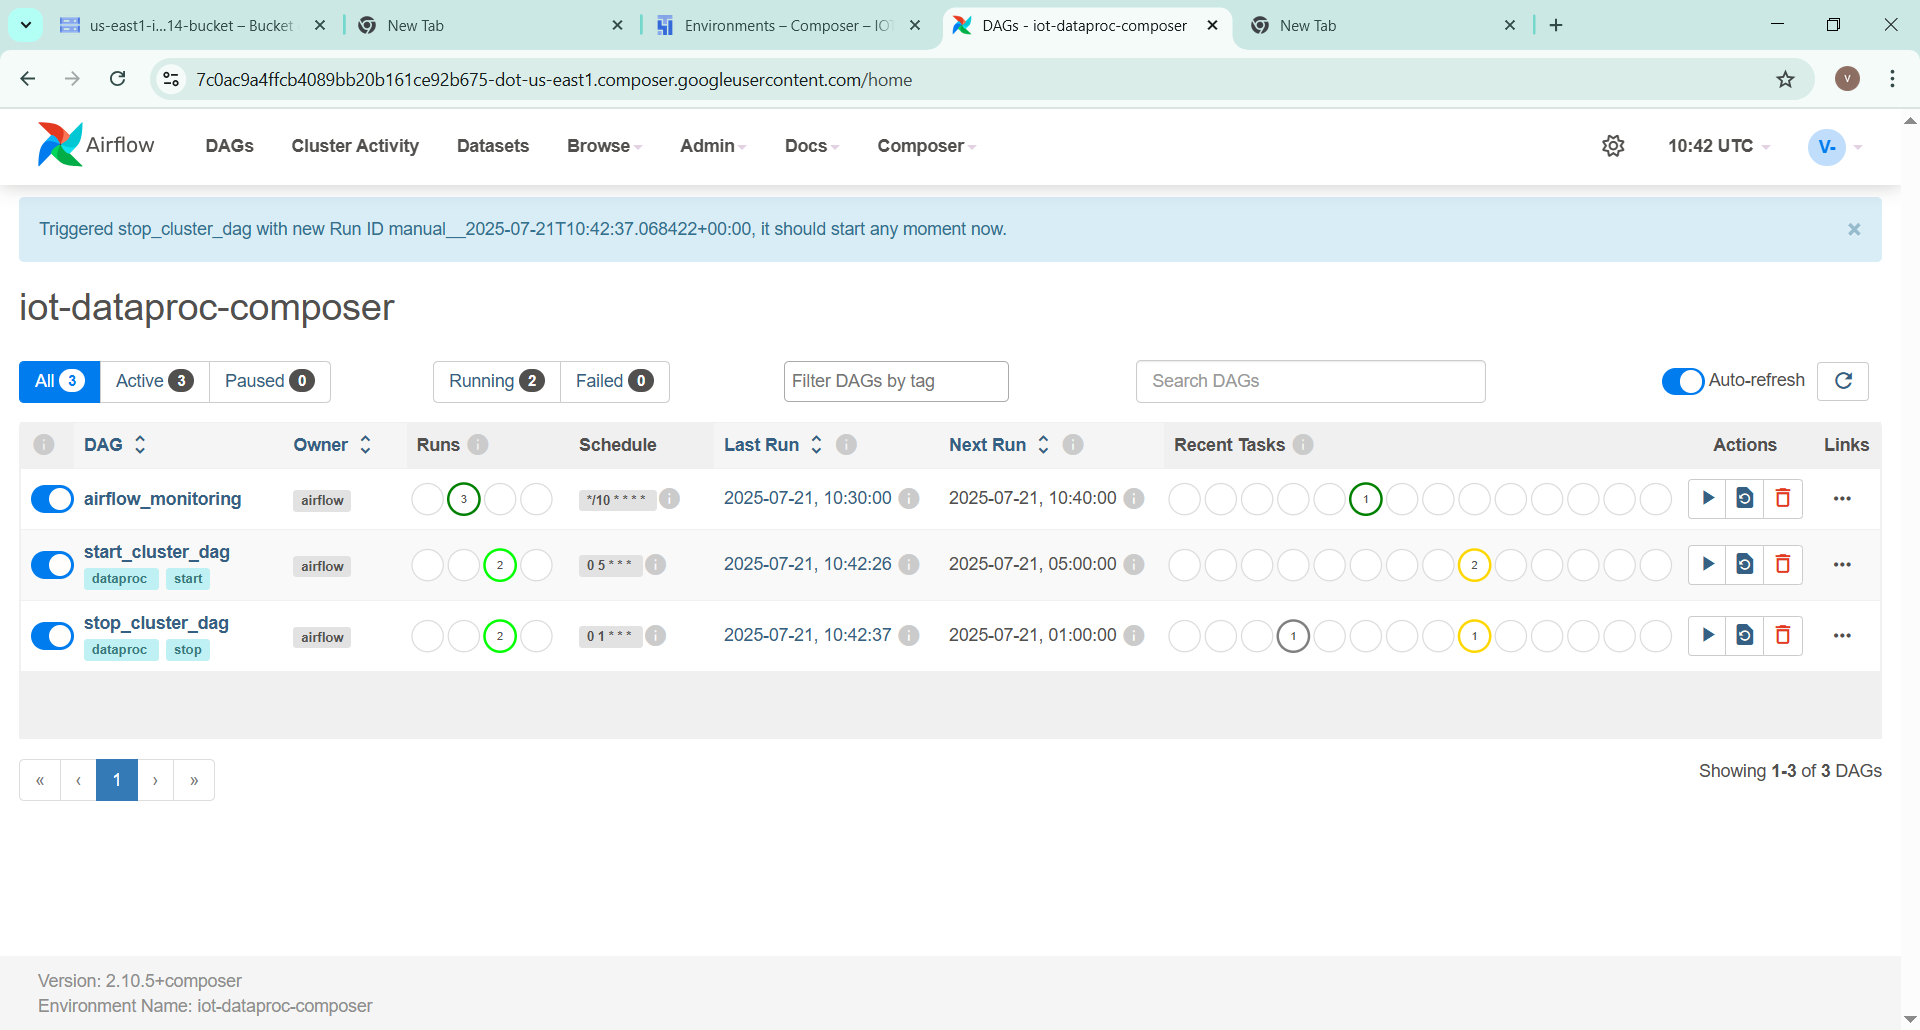 us-east1-i...14-bucket – Bucket
New Tab
Environments – Composer – IO
DAGs - iot-dataproc-composer
New Tab
7c0ac9a4ffcb4089bb20b161ce92b675-dot-us-east1.composer.googleusercontent.com/home
V
Airflow
DAGs
Cluster Activity
Datasets
Browse
Admin
Docs
Composer
10:42 UTC
V-
Triggered stop_cluster_dag with new Run ID manual__2025-07-21T10:42:37.068422+00:00, it should start any moment now.
×
iot-dataproc-composer
All 3
Active 3
Paused 0
Running 2
Failed 0
Filter DAGs by tag
Search DAGs
Auto-refresh
i DAG Owner Runs i Schedule Last Run i Next Run i Recent Tasks i Actions Links
airflow_monitoring airflow 3 */10 * * * * i 2025-07-21, 10:30:00 i 2025-07-21, 10:40:00 i 1 •••
start_cluster_dag airflow 2 0 5 * * * i 2025-07-21, 10:42:26 i 2025-07-21, 05:00:00 i 2 •••
dataproc start
stop_cluster_dag airflow 2 0 1 * * * i 2025-07-21, 10:42:37 i 2025-07-21, 01:00:00 i 1 1 •••
dataproc stop
« ‹ 1 › »
Showing 1-3 of 3 DAGs
Version: 2.10.5+composer
Environment Name: iot-dataproc-composer